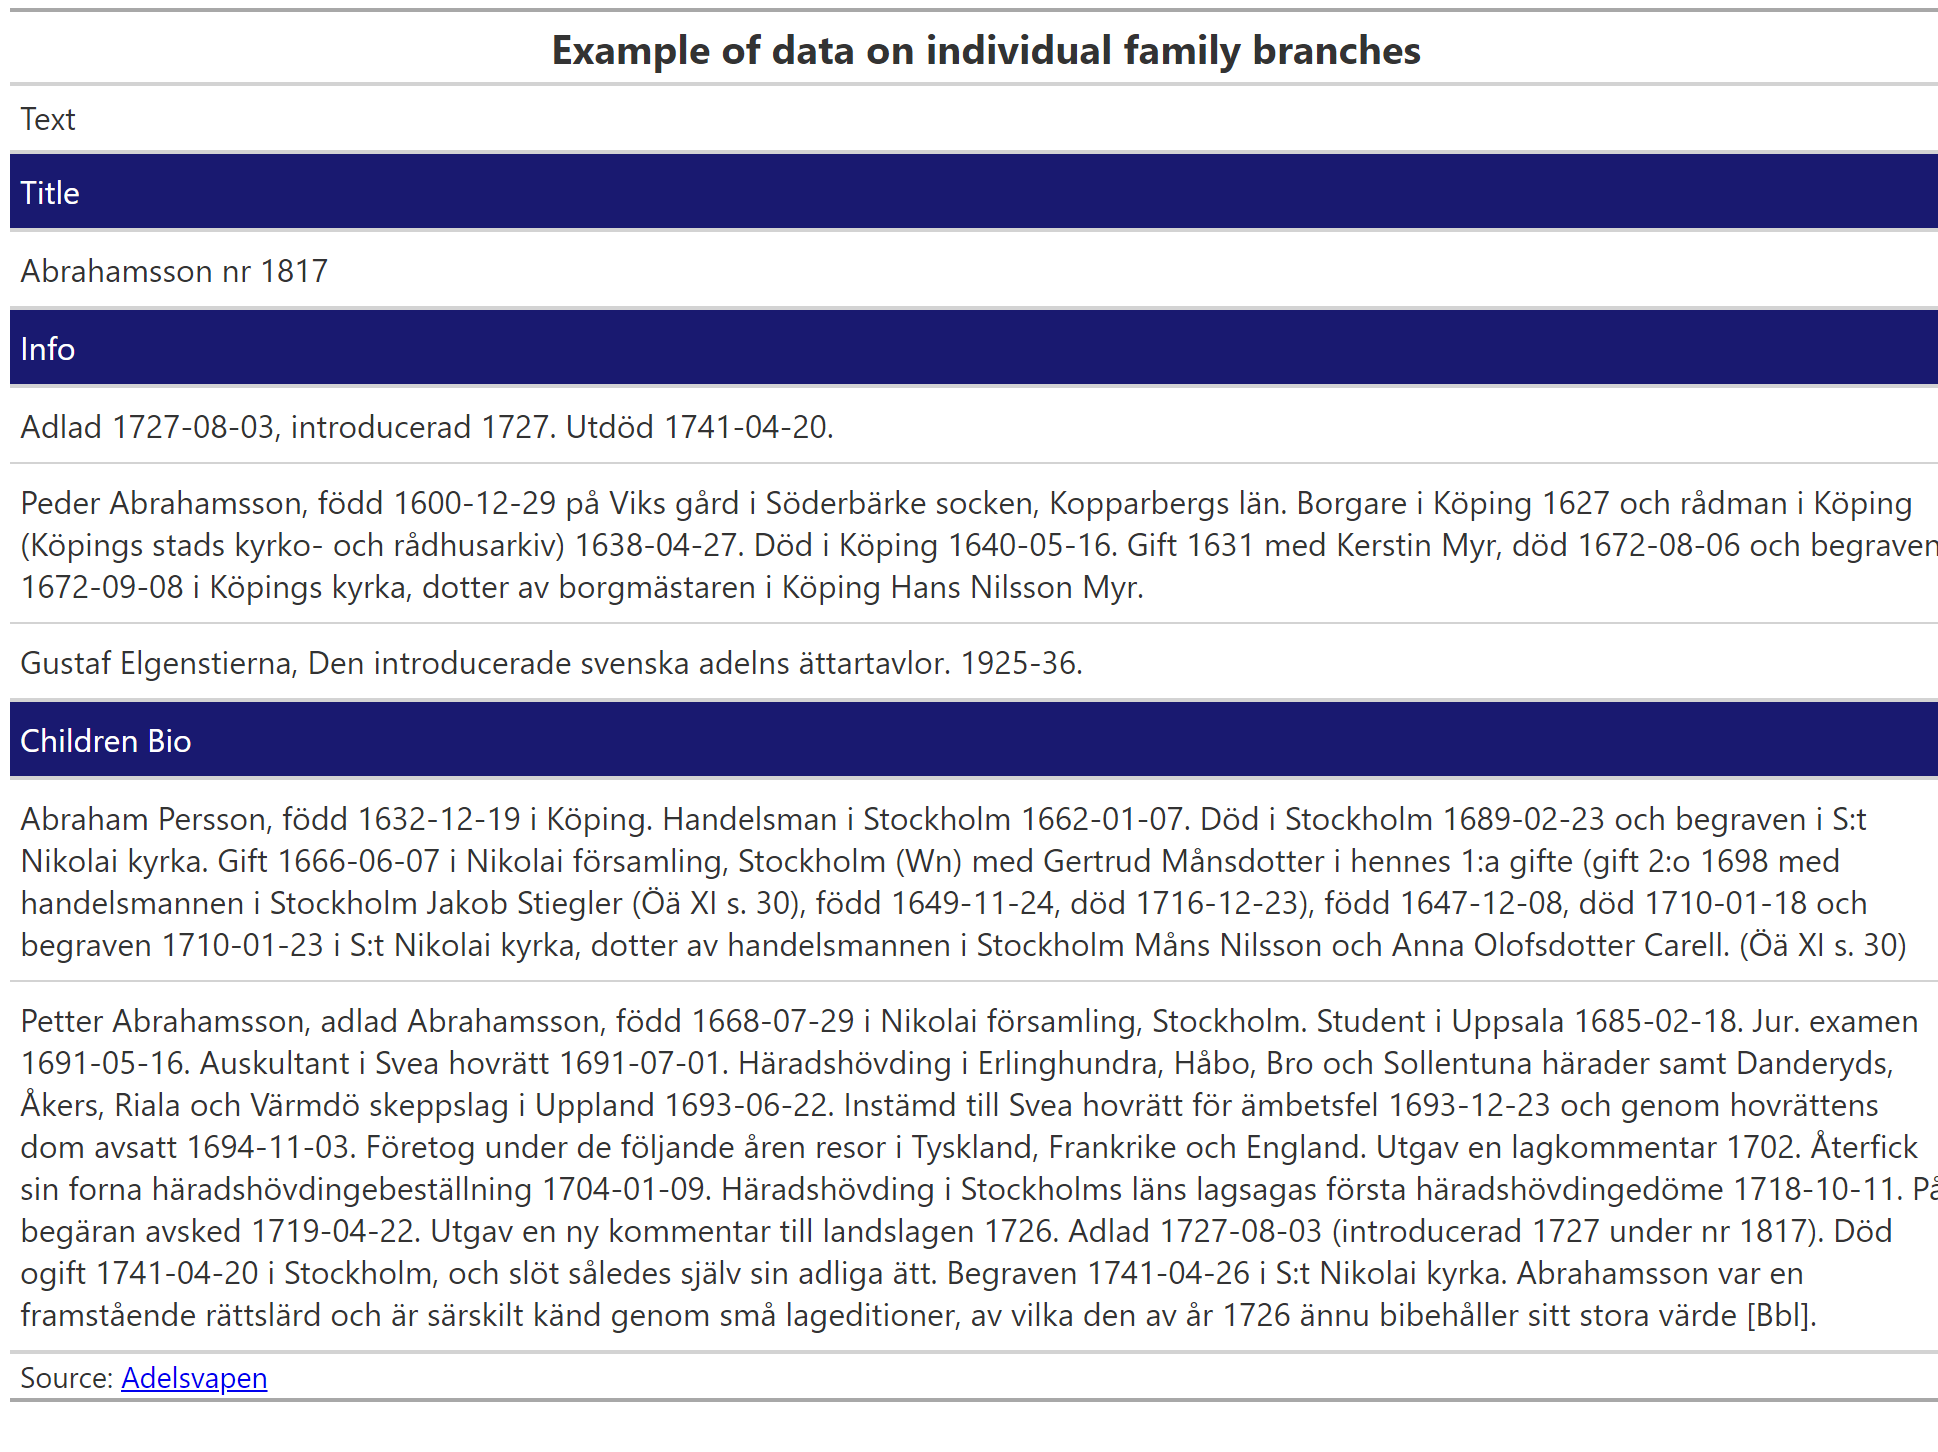 Example of data on individual family branches
Text
Title
Abrahamsson nr 1817
Info
Adlad 1727-08-03, introducerad 1727. Utdöd 1741-04-20.
Peder Abrahamsson, född 1600-12-29 på Viks gård i Söderbärke socken, Kopparbergs län. Borgare i Köping 1627 och rådman i Köping
(Köpings stads kyrko- och rådhusarkiv) 1638-04-27. Död i Köping 1640-05-16. Gift 1631 med Kerstin Myr, död 1672-08-06 och begraven
1672-09-08 i Köpings kyrka, dotter av borgmästaren i Köping Hans Nilsson Myr.
Gustaf Elgenstierna, Den introducerade svenska adelns ättartavlor. 1925-36.
Children Bio
Abraham Persson, född 1632-12-19 i Köping. Handelsman i Stockholm 1662-01-07. Död i Stockholm 1689-02-23 och begraven i S:t
Nikolai kyrka. Gift 1666-06-07 i Nikolai församling, Stockholm (Wn) med Gertrud Månsdotter i hennes 1:a gifte (gift 2:o 1698 med
handelsmannen i Stockholm Jakob Stiegler (Öä XI s. 30), född 1649-11-24, död 1716-12-23), född 1647-12-08, död 1710-01-18 och
begraven 1710-01-23 i S:t Nikolai kyrka, dotter av handelsmannen i Stockholm Måns Nilsson och Anna Olofsdotter Carell. (Öä XI s. 30)
Petter Abrahamsson, adlad Abrahamsson, född 1668-07-29 i Nikolai församling, Stockholm. Student i Uppsala 1685-02-18. Jur. examen
1691-05-16. Auskultant i Svea hovrätt 1691-07-01. Häradshövding i Erlinghundra, Håbo, Bro och Sollentuna härader samt Danderyds,
Åkers, Riala och Värmdö skeppslag i Uppland 1693-06-22. Instämd till Svea hovrätt för ämbetsfel 1693-12-23 och genom hovrättens
dom avsatt 1694-11-03. Företog under de följande åren resor i Tyskland, Frankrike och England. Utgav en lagkommentar 1702. Återfick
sin forna häradshövdingebeställning 1704-01-09. Häradshövding i Stockholms läns lagsagas första häradshövdingedöme 1718-10-11. På
begäran avsked 1719-04-22. Utgav en ny kommentar till landslagen 1726. Adlad 1727-08-03 (introducerad 1727 under nr 1817). Död
ogift 1741-04-20 i Stockholm, och slöt således själv sin adliga ätt. Begraven 1741-04-26 i S:t Nikolai kyrka. Abrahamsson var en
framstående rättslärd och är särskilt känd genom små lageditioner, av vilka den av år 1726 ännu bibehåller sitt stora värde [Bbl].
Source: Adelsvapen